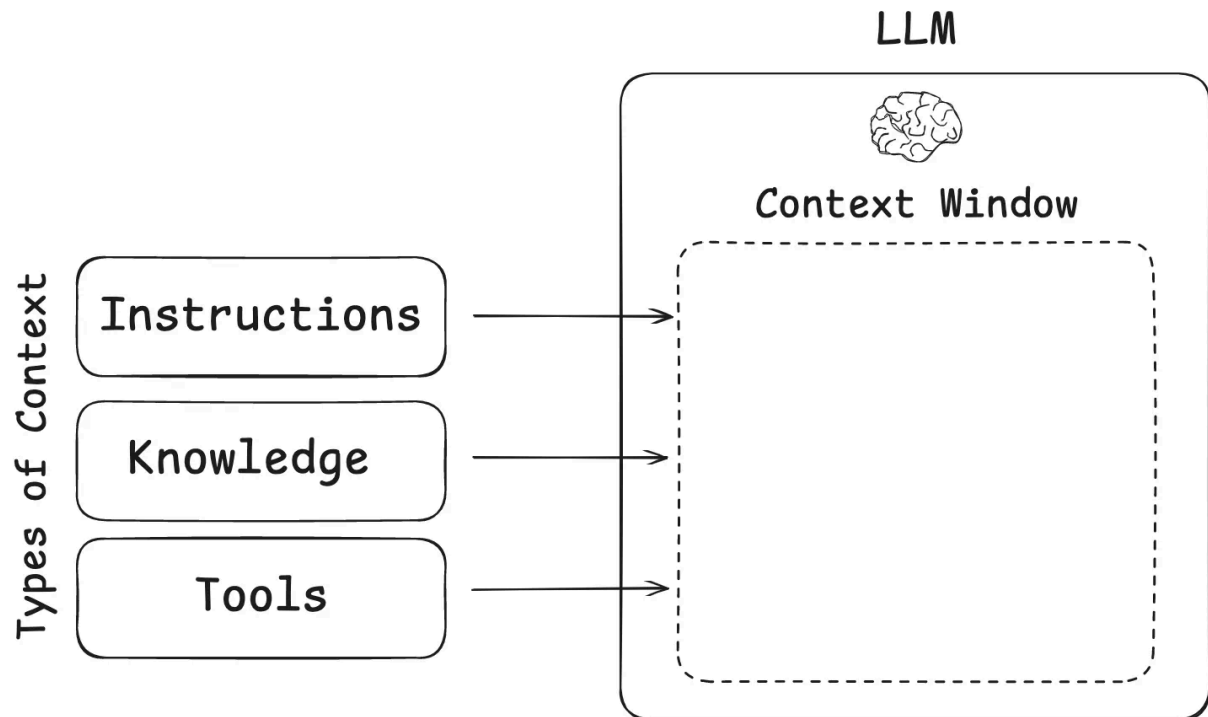 LLM
Context Window
Types of Context
Instructions
Knowledge
Tools